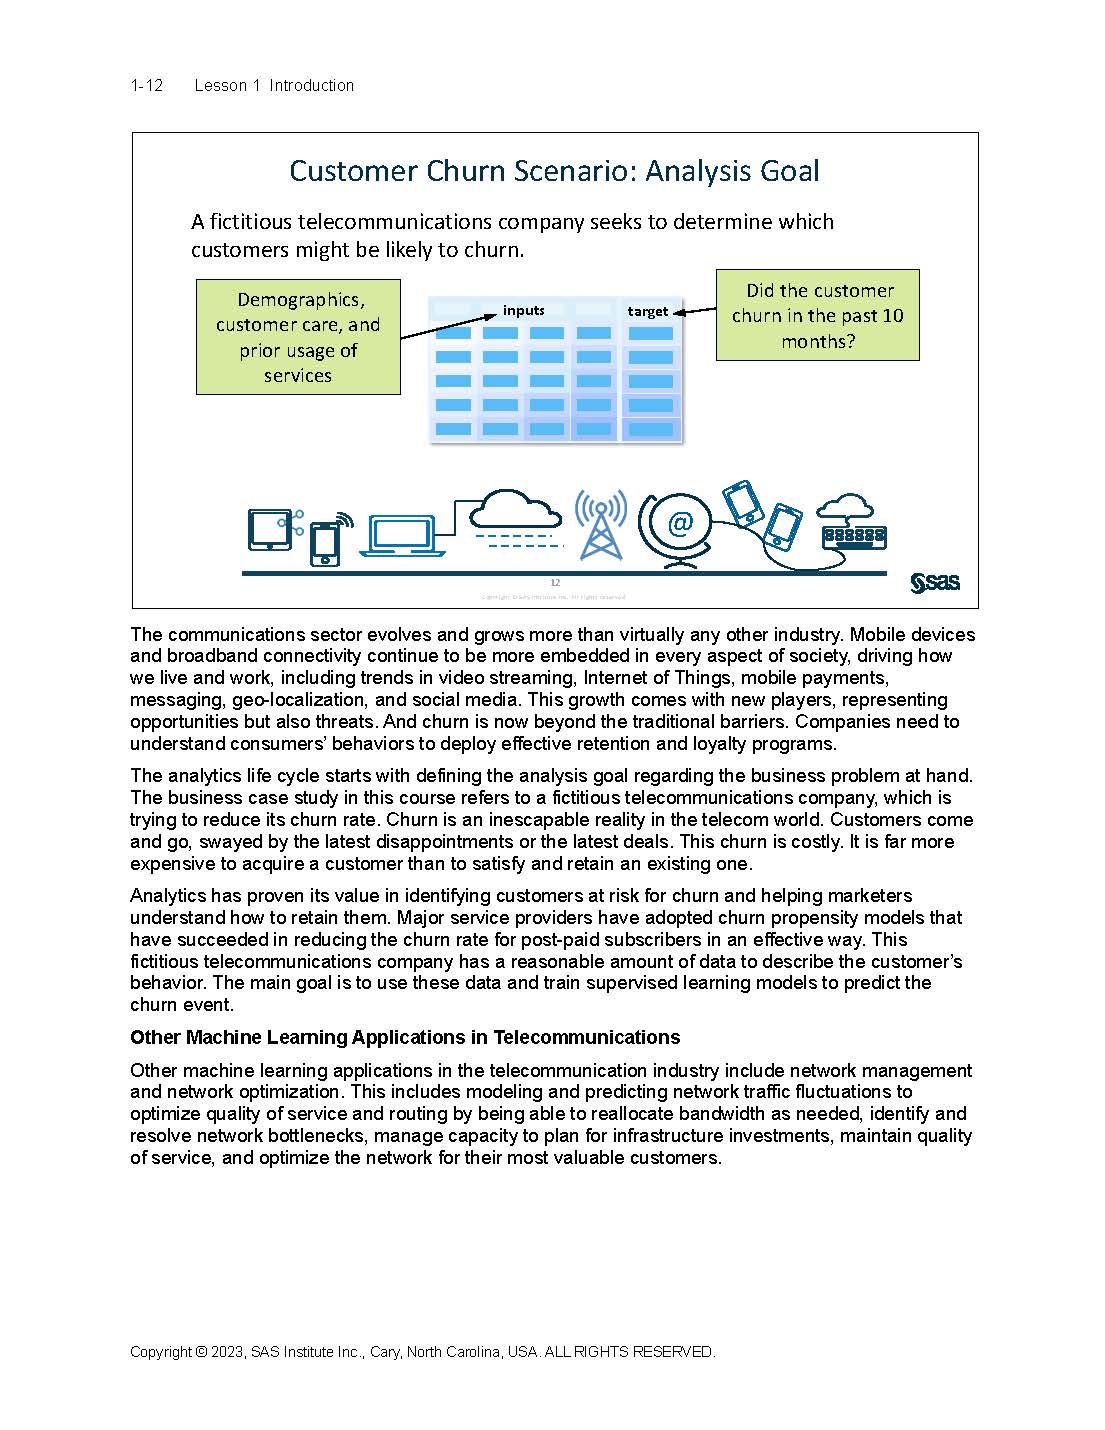 1-12 Lesson 1 Introduction
Customer Churn Scenario: Analysis Goal
A fictitious telecommunications company seeks to determine which
customers might be likely to churn.
Demographics,
customer care, and
prior usage of
services
inputs
target
Did the customer
churn in the past 10
months?
@
12
Copyright © SAS Institute Inc. All rights reserved
sas
The communications sector evolves and grows more than virtually any other industry. Mobile devices
and broadband connectivity continue to be more embedded in every aspect of society, driving how
we live and work, including trends in video streaming, Internet of Things, mobile payments,
messaging, geo-localization, and social media. This growth comes with new players, representing
opportunities but also threats. And churn is now beyond the traditional barriers. Companies need to
understand consumers’ behaviors to deploy effective retention and loyalty programs.
The analytics life cycle starts with defining the analysis goal regarding the business problem at hand.
The business case study in this course refers to a fictitious telecommunications company, which is
trying to reduce its churn rate. Churn is an inescapable reality in the telecom world. Customers come
and go, swayed by the latest disappointments or the latest deals. This churn is costly. It is far more
expensive to acquire a customer than to satisfy and retain an existing one.
Analytics has proven its value in identifying customers at risk for churn and helping marketers
understand how to retain them. Major service providers have adopted churn propensity models that
have succeeded in reducing the churn rate for post-paid subscribers in an effective way. This
fictitious telecommunications company has a reasonable amount of data to describe the customer’s
behavior. The main goal is to use these data and train supervised learning models to predict the
churn event.
Other Machine Learning Applications in Telecommunications
Other machine learning applications in the telecommunication industry include network management
and network optimization. This includes modeling and predicting network traffic fluctuations to
optimize quality of service and routing by being able to reallocate bandwidth as needed, identify and
resolve network bottlenecks, manage capacity to plan for infrastructure investments, maintain quality
of service, and optimize the network for their most valuable customers.
Copyright © 2023, SAS Institute Inc., Cary, North Carolina, USA. ALL RIGHTS RESERVED.